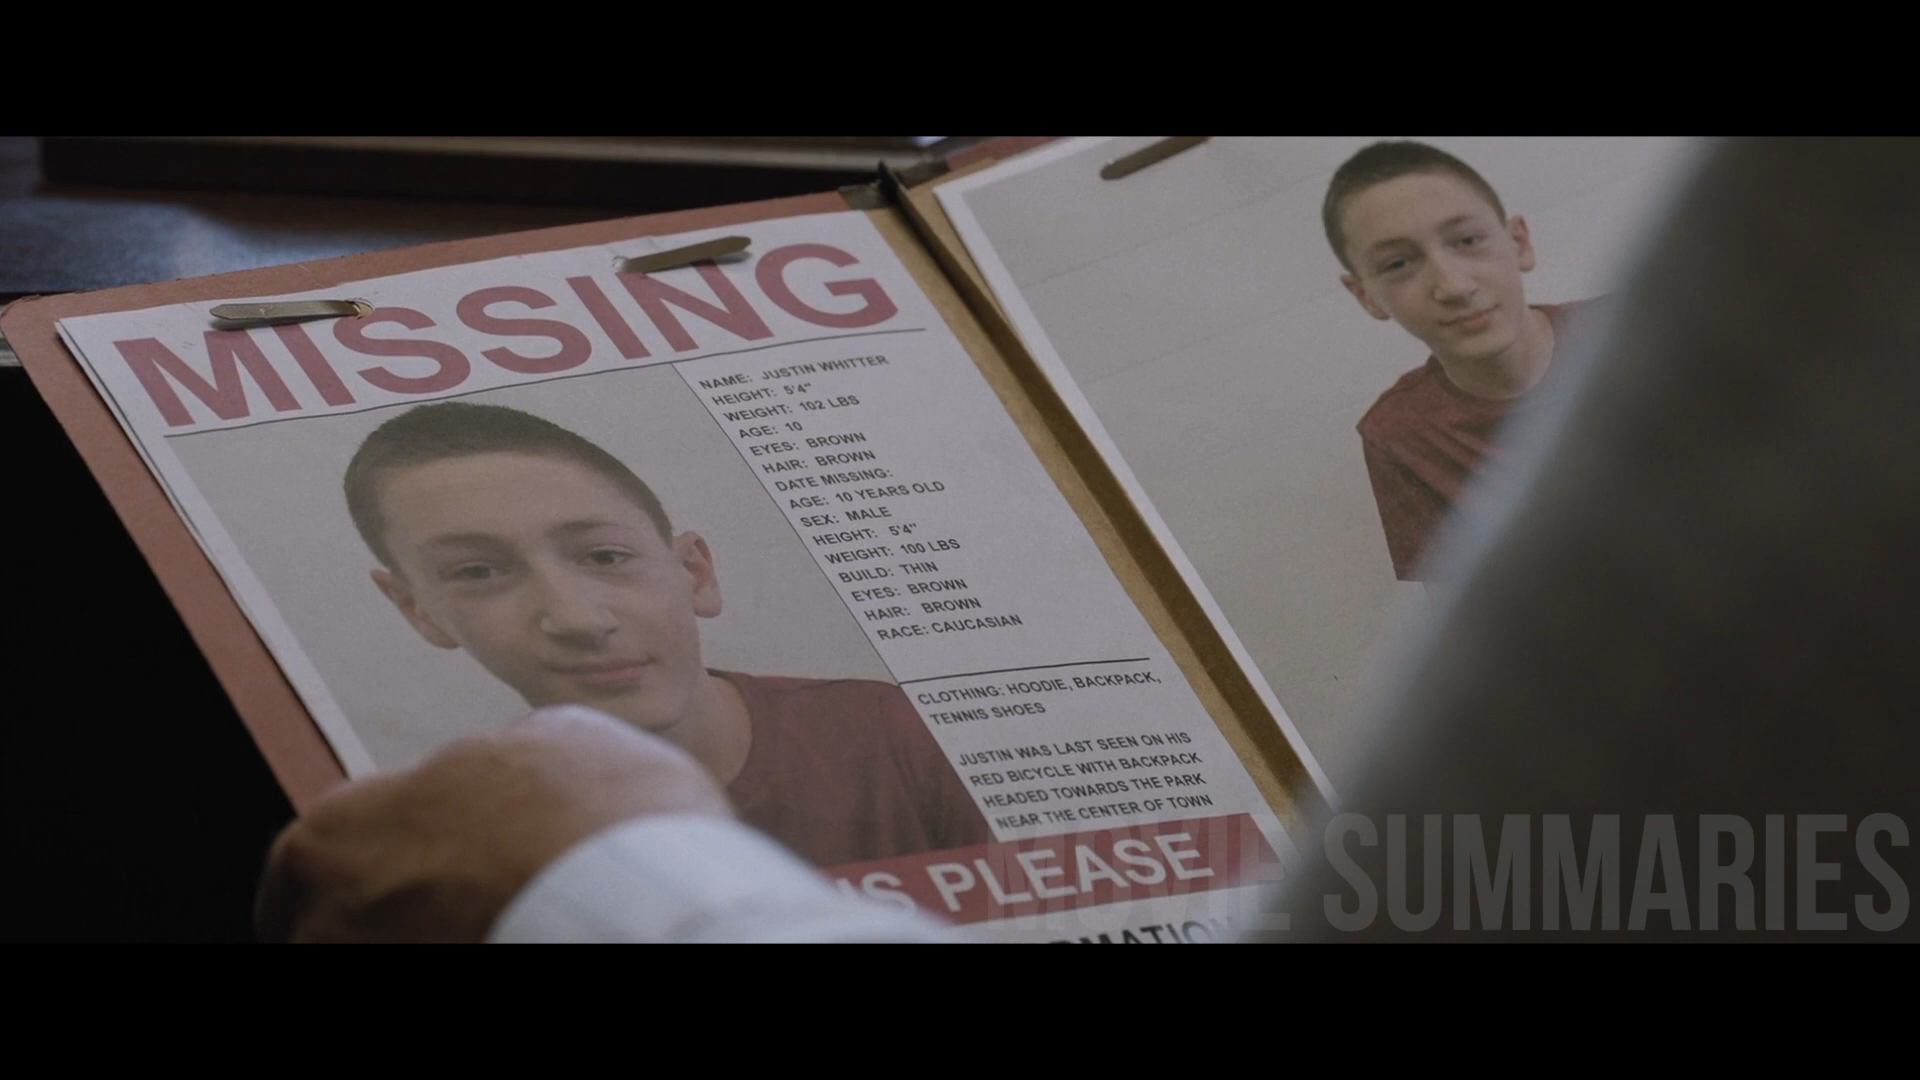 MISSING
NAME: JUSTIN WHITTER
HEIGHT: 5'4"
WEIGHT: 102 LBS
AGE: 10
EYES: BROWN
HAIR: BROWN
DATE MISSING:
AGE: 10 YEARS OLD
SEX: MALE
HEIGHT: 5'4"
WEIGHT: 100 LBS
BUILD: THIN
EYES: BROWN
HAIR: BROWN
RACE: CAUCASIAN
CLOTHING: HOODIE, BACKPACK,
TENNIS SHOES
JUSTIN WAS LAST SEEN ON HIS
RED BICYCLE WITH BACKPACK
HEADED TOWARDS THE PARK
NEAR THE CENTER OF TOWN
PLEASE
MOVIE SUMMARIES